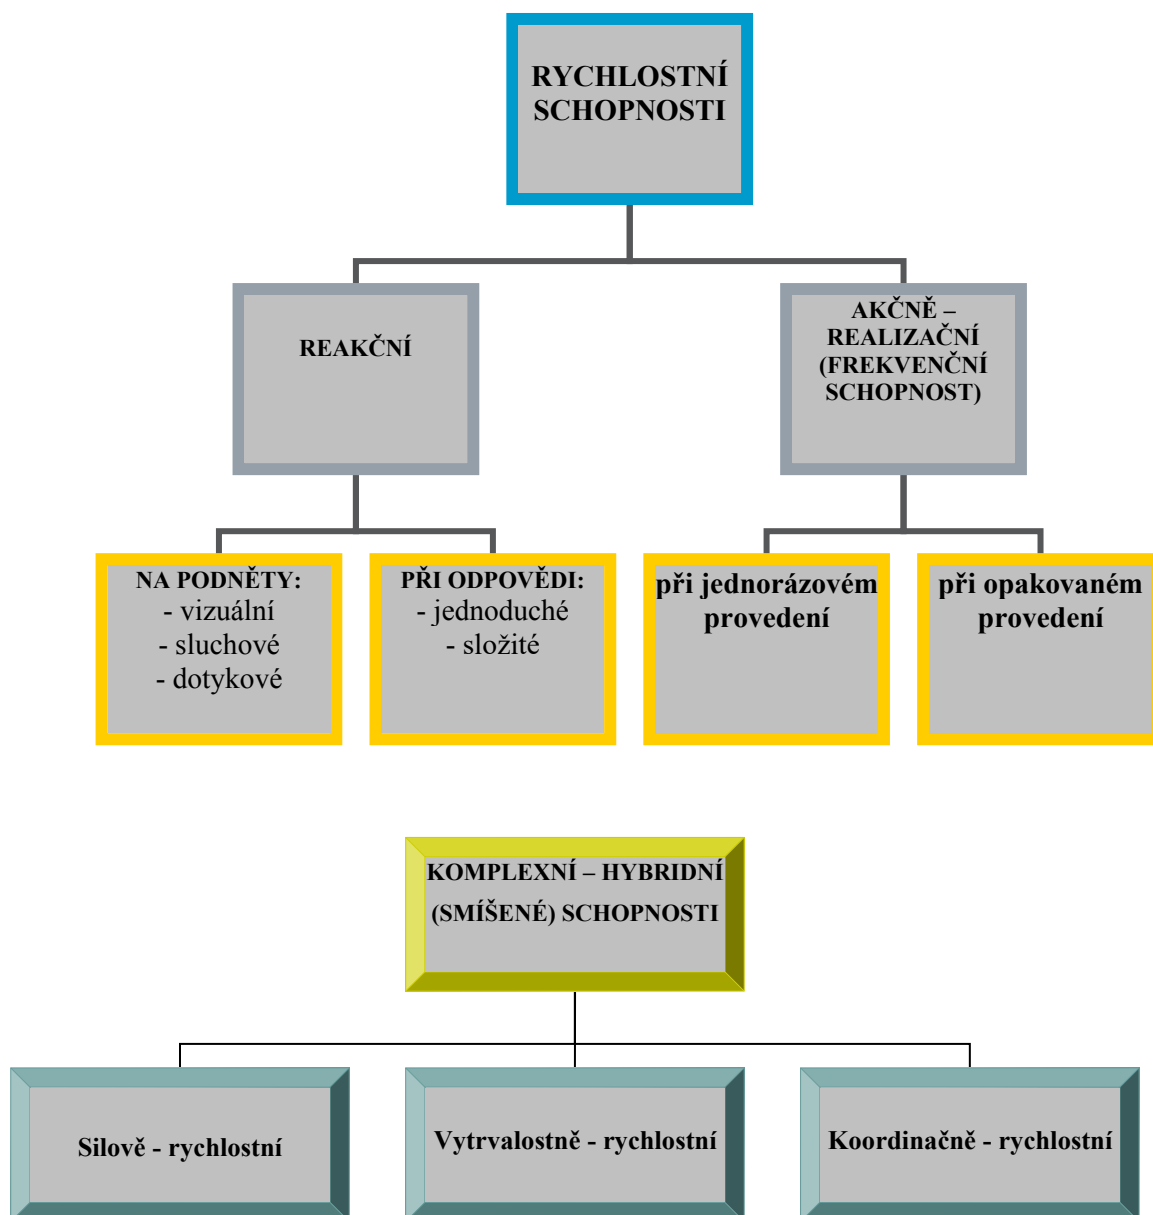 RYCHLOSTNÍ
SCHOPNOSTI
REAKČNÍ
AKČNĚ –
REALIZAČNÍ
(FREKVENČNÍ
SCHOPNOST)
NA PODNĚTY:
- vizuální
- sluchové
- dotykové
PŘI ODPOVĚDI:
- jednoduché
- složité
při jednorázovém
provedení
při opakovaném
provedení
KOMPLEXNÍ – HYBRIDNÍ
(SMÍŠENÉ) SCHOPNOSTI
Silově - rychlostní
Vytrvalostně - rychlostní
Koordinačně - rychlostní